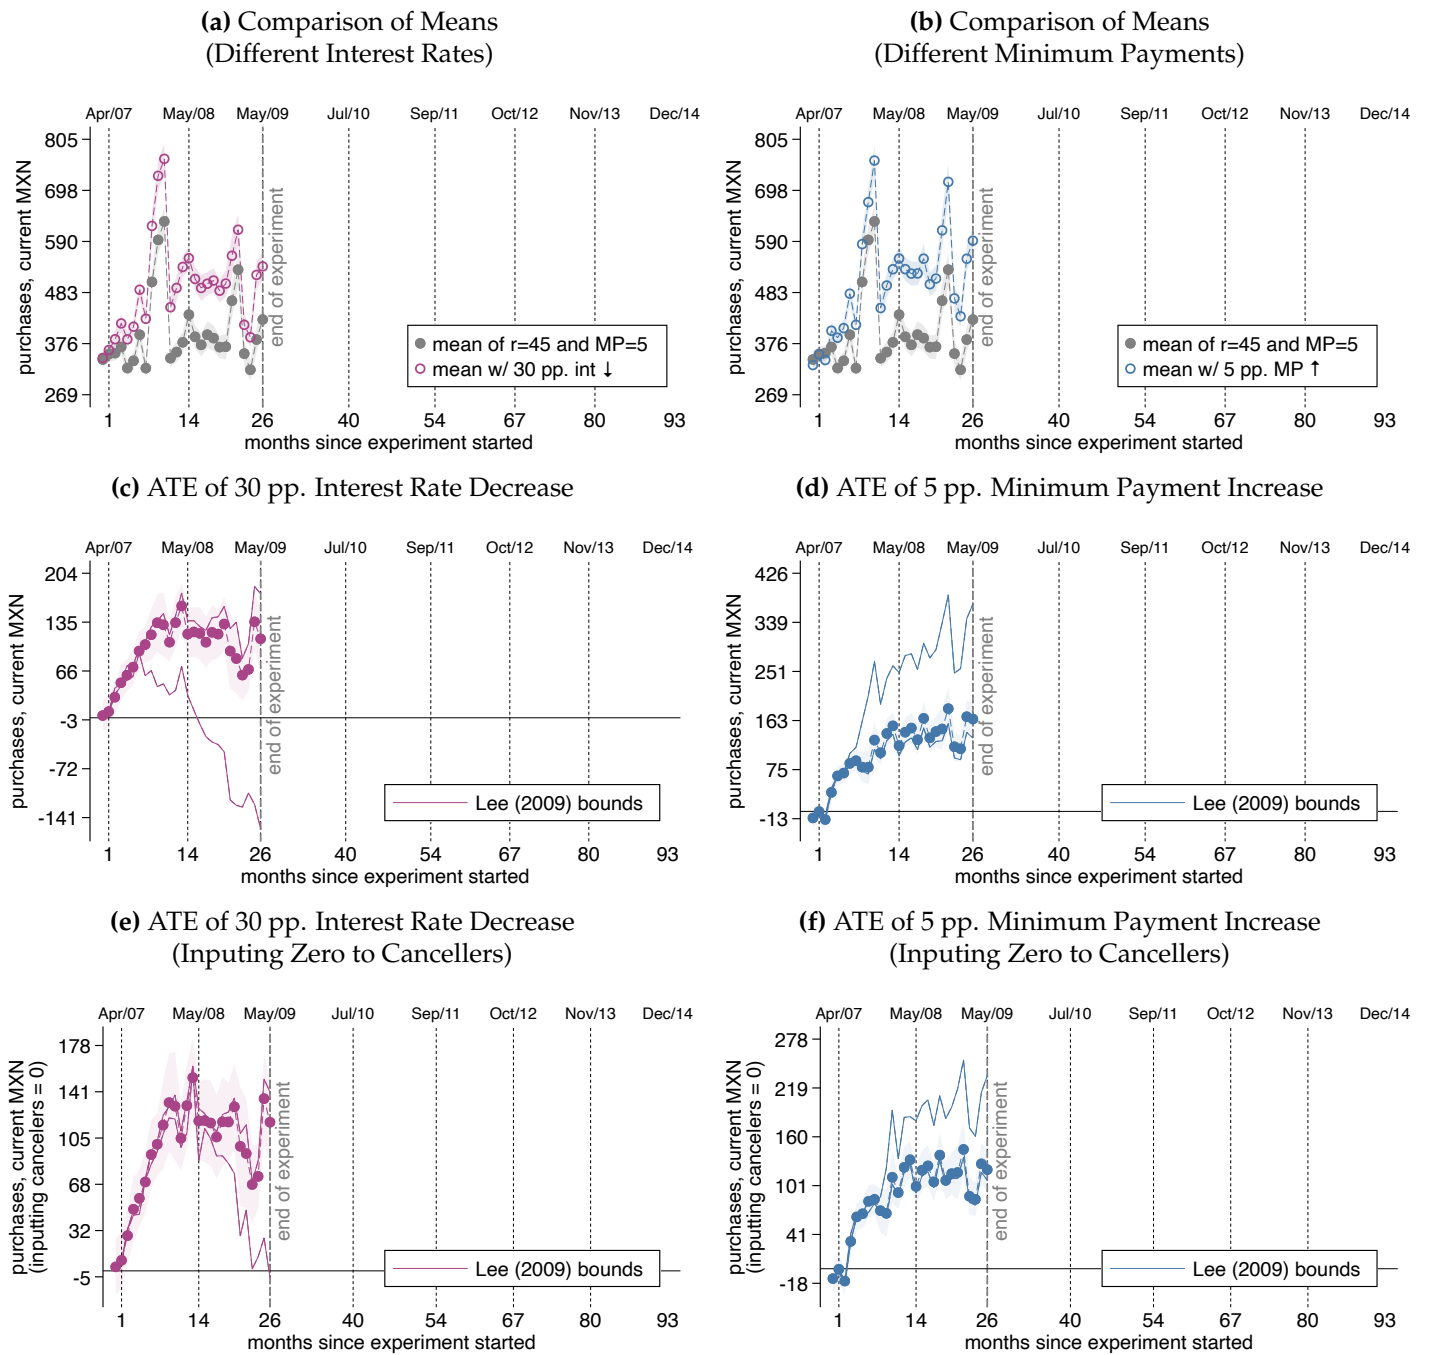 (a) Comparison of Means
(Different Interest Rates)
Apr/07 May/08 May/09 Jul/10 Sep/11 Oct/12 Nov/13 Dec/14
purchases, current MXN
805
698
590
483
376
269
end of experiment
mean of r=45 and MP=5
mean w/ 30 pp. int ↓
1 14 26 40 54 67 80 93
months since experiment started
(b) Comparison of Means
(Different Minimum Payments)
Apr/07 May/08 May/09 Jul/10 Sep/11 Oct/12 Nov/13 Dec/14
purchases, current MXN
805
698
590
483
376
269
end of experiment
mean of r=45 and MP=5
mean w/ 5 pp. MP ↑
1 14 26 40 54 67 80 93
months since experiment started
(c) ATE of 30 pp. Interest Rate Decrease
Apr/07 May/08 May/09 Jul/10 Sep/11 Oct/12 Nov/13 Dec/14
purchases, current MXN
204
135
66
-3
-72
-141
end of experiment
Lee (2009) bounds
1 14 26 40 54 67 80 93
months since experiment started
(d) ATE of 5 pp. Minimum Payment Increase
Apr/07 May/08 May/09 Jul/10 Sep/11 Oct/12 Nov/13 Dec/14
purchases, current MXN
426
339
251
163
75
-13
end of experiment
Lee (2009) bounds
1 14 26 40 54 67 80 93
months since experiment started
(e) ATE of 30 pp. Interest Rate Decrease
(Inputing Zero to Cancellers)
Apr/07 May/08 May/09 Jul/10 Sep/11 Oct/12 Nov/13 Dec/14
purchases, current MXN
(inputting cancelers = 0)
178
141
105
68
32
-5
end of experiment
Lee (2009) bounds
1 14 26 40 54 67 80 93
months since experiment started
(f) ATE of 5 pp. Minimum Payment Increase
(Inputing Zero to Cancellers)
Apr/07 May/08 May/09 Jul/10 Sep/11 Oct/12 Nov/13 Dec/14
purchases, current MXN
(inputting cancelers = 0)
278
219
160
101
41
-18
end of experiment
Lee (2009) bounds
1 14 26 40 54 67 80 93
months since experiment started